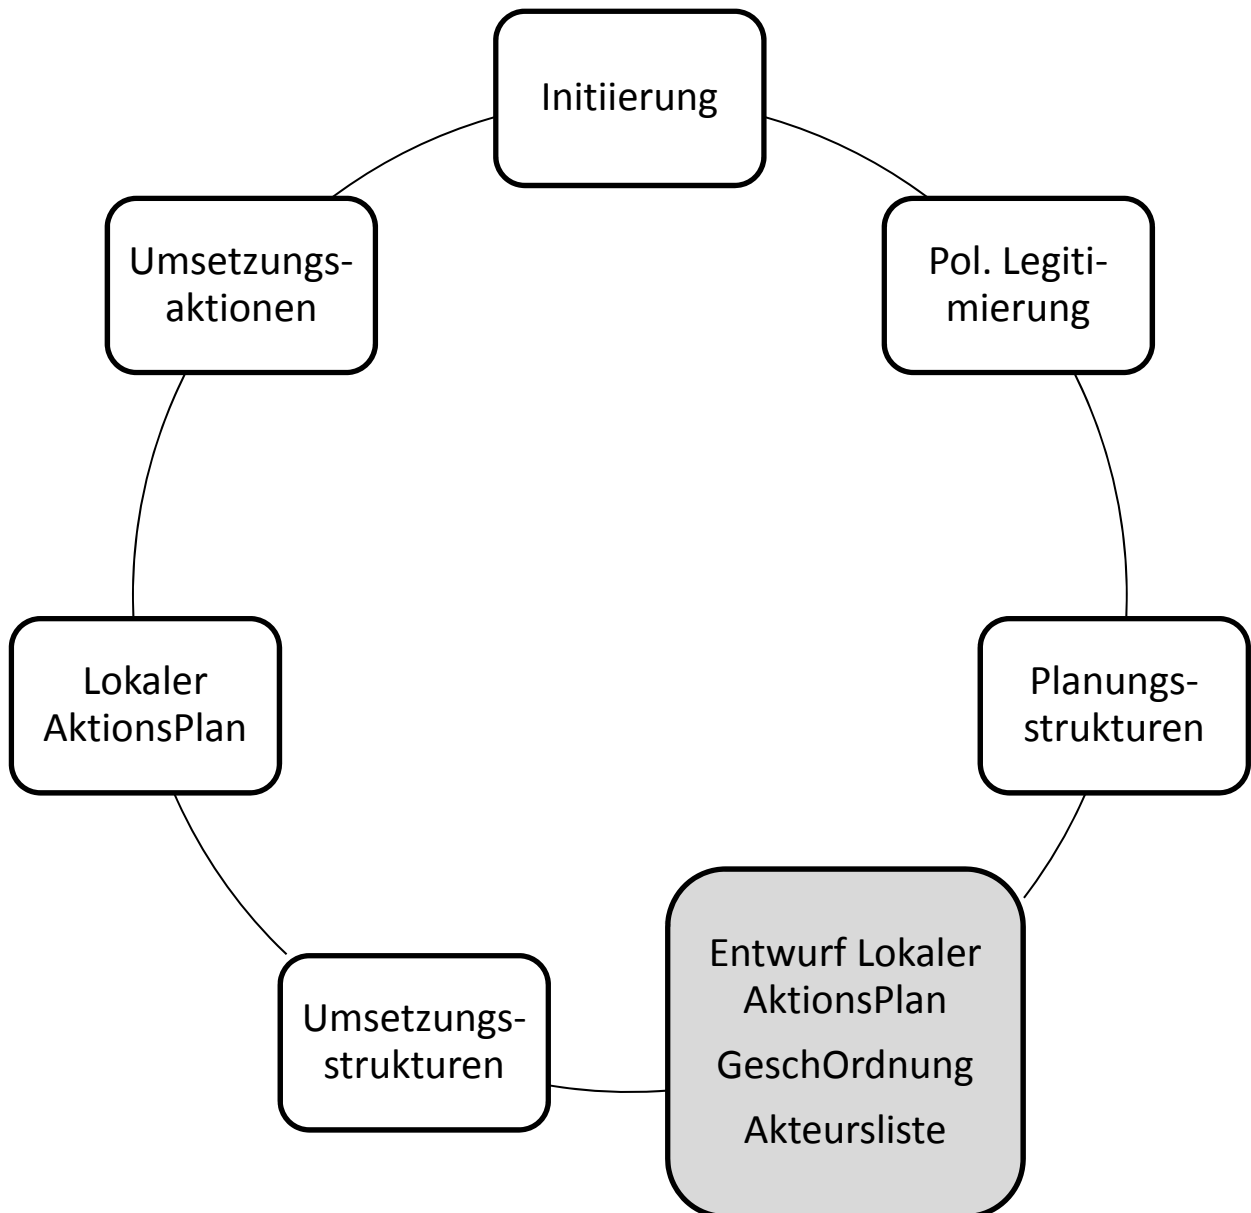 Initiierung
Umsetzungs-
aktionen
Pol. Legiti-
mierung
Lokaler
AktionsPlan
Planungs-
strukturen
Entwurf Lokaler
AktionsPlan
GeschOrdnung
Akteursliste
Umsetzungs-
strukturen